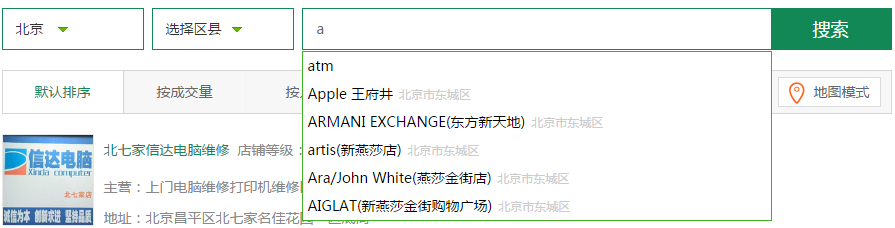 北京 选择区县 a 搜索
atm
Apple 王府井 北京市东城区
默认排序 按成交量 按 地图模式
ARMANI EXCHANGE(东方新天地) 北京市东城区
artis(新燕莎店) 北京市东城区
北七家信达电脑维修 店铺等级：
Ara/John White(燕莎金街店) 北京市东城区
主营：上门电脑维修打印机维修
AIGLAT(新燕莎金街购物广场) 北京市东城区
地址：北京昌平区北七家名佳花园
信达电脑
Xinda computer
北七家店
诚信为本 创新求进 坚持品质